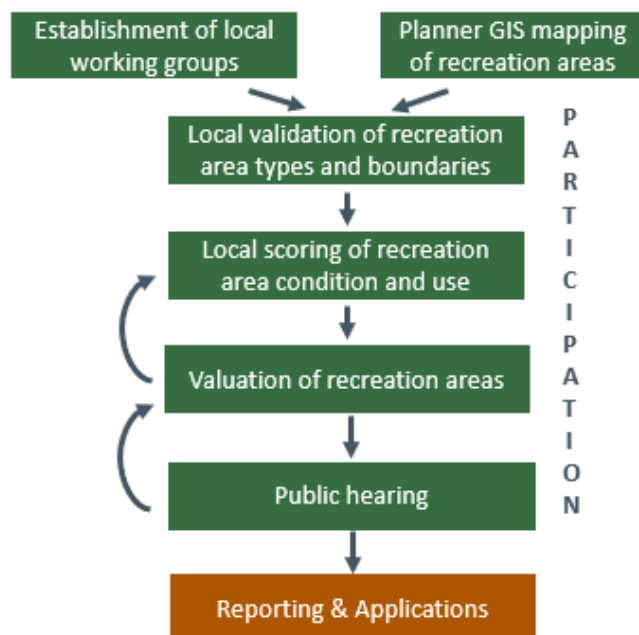 Establishment of local
working groups
Planner GIS mapping
of recreation areas
Local validation of recreation
area types and boundaries
Local scoring of recreation
area condition and use
Valuation of recreation areas
Public hearing
Reporting & Applications
PARTICIPATION